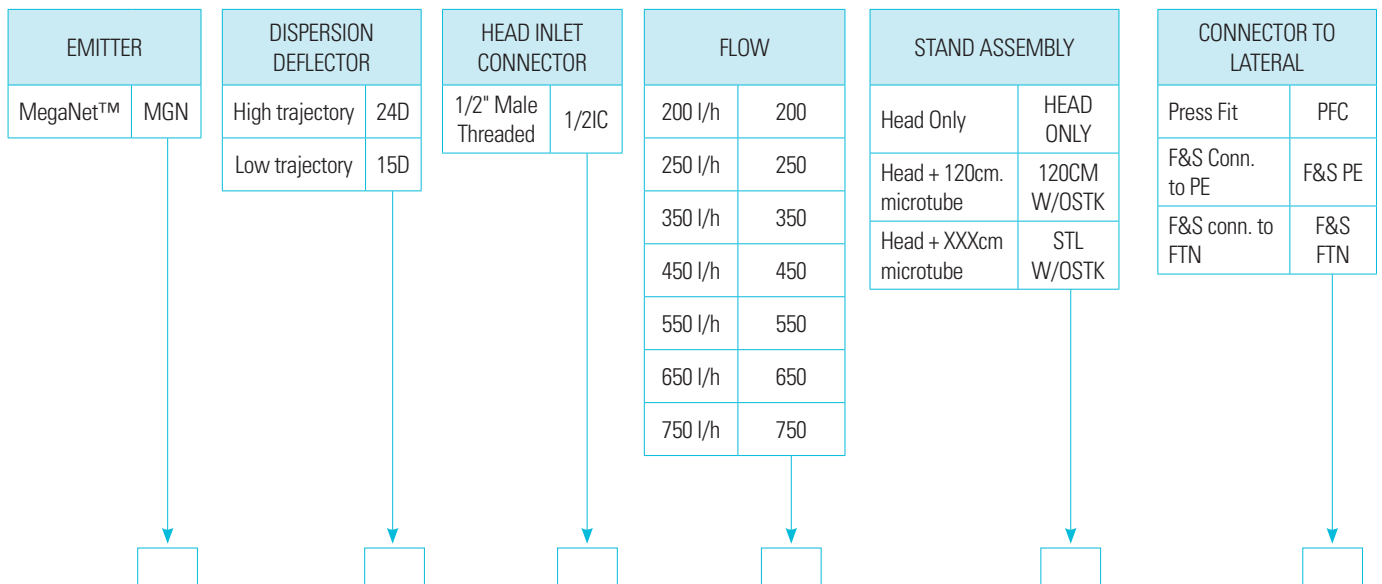 EMITTER
MegaNet™ MGN
DISPERSION
DEFLECTOR
High trajectory 24D
Low trajectory 15D
HEAD INLET
CONNECTOR
1/2" Male
Threaded
1/2IC
FLOW
200 l/h 200
250 l/h 250
350 l/h 350
450 l/h 450
550 l/h 550
650 l/h 650
750 l/h 750
STAND ASSEMBLY
Head Only
HEAD
ONLY
Head + 120cm.
microtube
120CM
W/OSTK
Head + XXXcm
microtube
STL
W/OSTK
CONNECTOR TO
LATERAL
Press Fit PFC
F&S Conn.
to PE
F&S PE
F&S conn. to
FTN
F&S
FTN